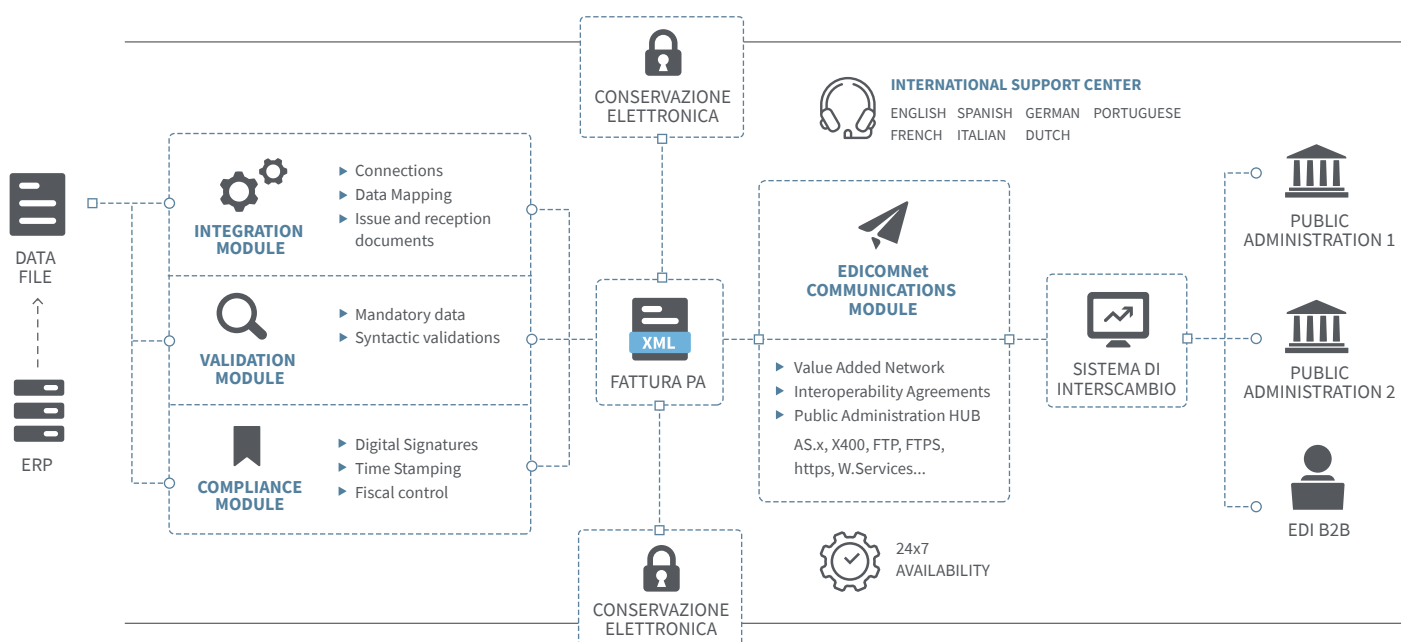 CONSERVAZIONE
ELETTRONICA
INTERNATIONAL SUPPORT CENTER
ENGLISH SPANISH GERMAN PORTUGUESE
FRENCH ITALIAN DUTCH
DATA
FILE
ERP
INTEGRATION
MODULE
Connections
Data Mapping
Issue and reception
documents
VALIDATION
MODULE
Mandatory data
Syntactic validations
COMPLIANCE
MODULE
Digital Signatures
Time Stamping
Fiscal control
XML
FATTURA PA
EDICOMNet
COMMUNICATIONS
MODULE
Value Added Network
Interoperability Agreements
Public Administration HUB
AS.x, X400, FTP, FTPS,
https, W.Services...
SISTEMA DI
INTERSCAMBIO
PUBLIC
ADMINISTRATION 1
PUBLIC
ADMINISTRATION 2
EDI B2B
24x7
AVAILABILITY
CONSERVAZIONE
ELETTRONICA